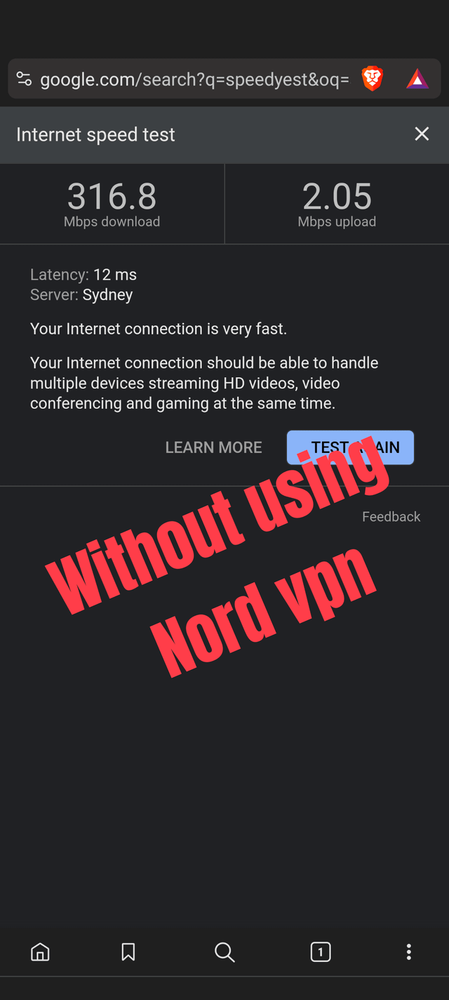 google.com/search?q=speedyest&oq=
Internet speed test
316.8
Mbps download
2.05
Mbps upload
Latency: 12 ms
Server: Sydney
Your Internet connection is very fast.
Your Internet connection should be able to handle
multiple devices streaming HD videos, video
conferencing and gaming at the same time.
LEARN MORE
TEST AGAIN
Feedback
Without using
Nord vpn
1